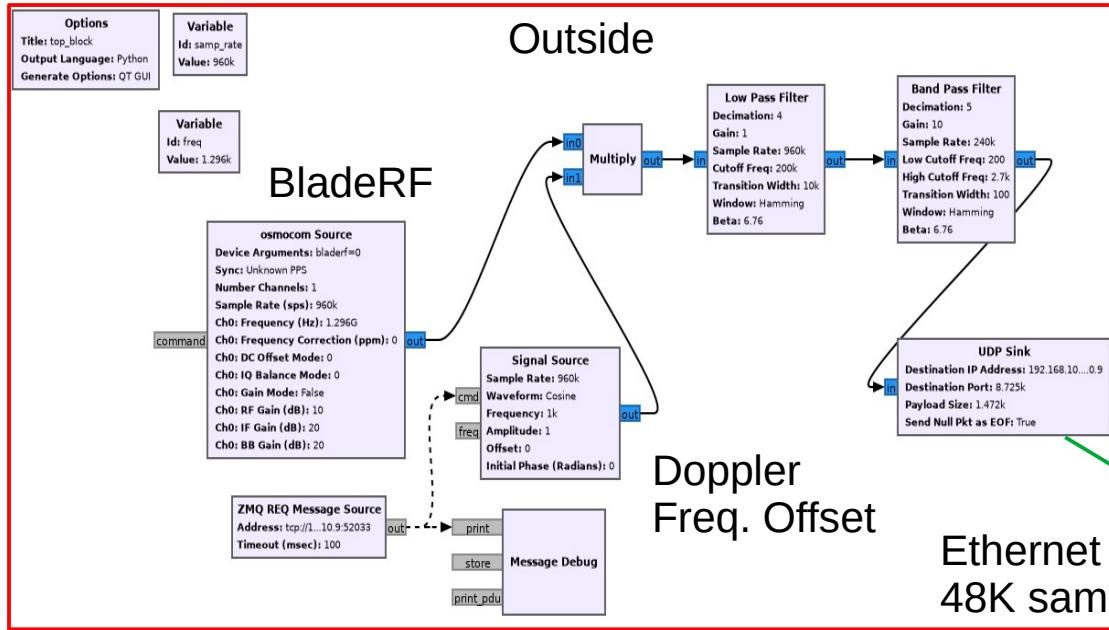 Options
Title: top_block
Output Language: Python
Generate Options: QT GUI
Variable
Id: samp_rate
Value: 960k
Variable
Id: freq
Value: 1.296k
Outside
BladeRF
osmocom Source
Device Arguments: bladerf=0
Sync: Unknown PPS
Number Channels: 1
Sample Rate (sps): 960k
Ch0: Frequency (Hz): 1.296G
Ch0: Frequency Correction (ppm): 0
Ch0: DC Offset Mode: 0
Ch0: IQ Balance Mode: 0
Ch0: Gain Mode: False
Ch0: RF Gain (dB): 10
Ch0: IF Gain (dB): 20
Ch0: BB Gain (dB): 20
command
out
in0
in1
Multiply
out
Low Pass Filter
Decimation: 4
Gain: 1
Sample Rate: 960k
Cutoff Freq: 200k
Transition Width: 10k
Window: Hamming
Beta: 6.76
in
out
Band Pass Filter
Decimation: 5
Gain: 10
Sample Rate: 240k
Low Cutoff Freq: 200
High Cutoff Freq: 2.7k
Transition Width: 100
Window: Hamming
Beta: 6.76
in
out
Signal Source
Sample Rate: 960k
Waveform: Cosine
Frequency: 1k
Amplitude: 1
Offset: 0
Initial Phase (Radians): 0
cmd
freq
out
UDP Sink
Destination IP Address: 192.168.10....0.9
Destination Port: 8.725k
Payload Size: 1.472k
Send Null Pkt as EOF: True
in
Doppler
Freq. Offset
ZMQ REQ Message Source
Address: tcp://1...10.9:52033
Timeout (msec): 100
out
print
store
print_pdu
Message Debug
Ethernet
48K sam